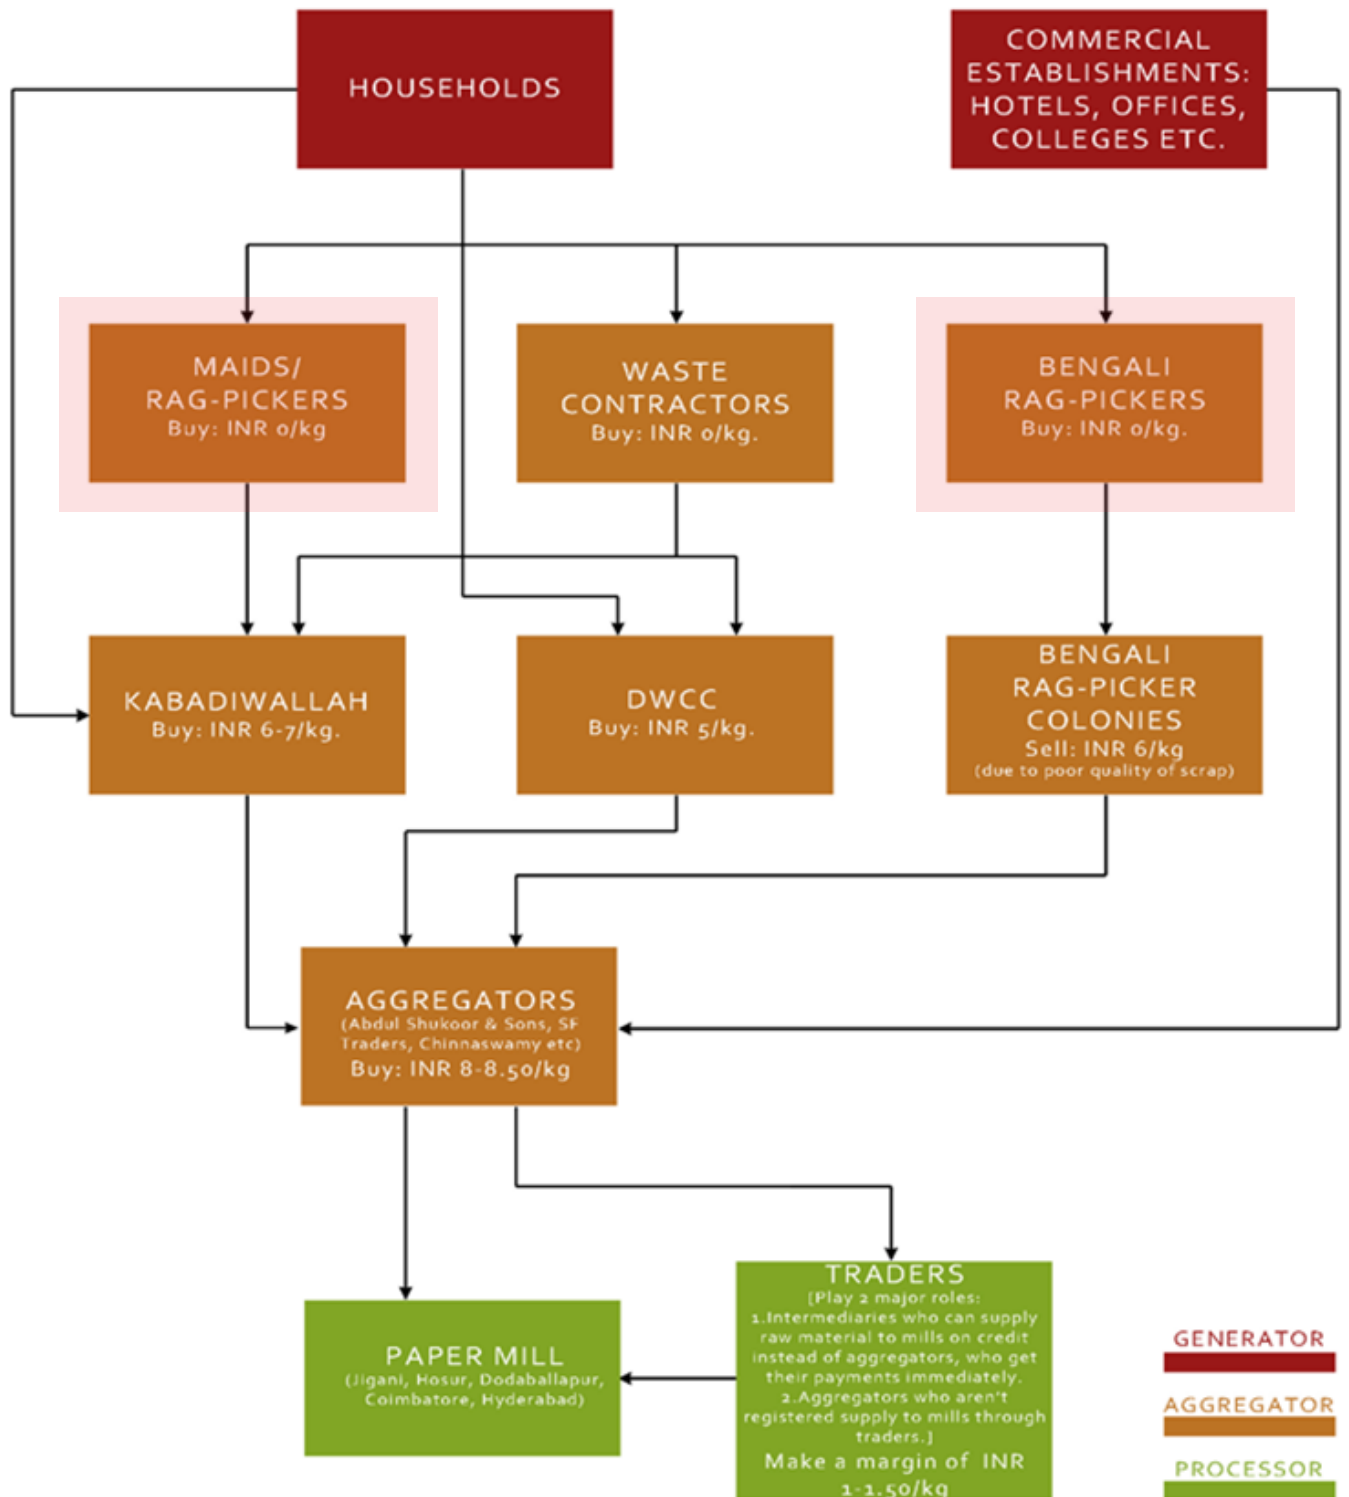 HOUSEHOLDS
COMMERCIAL
ESTABLISHMENTS:
HOTELS, OFFICES,
COLLEGES ETC.
MAIDS/
RAG-PICKERS
Buy: INR 0/kg
WASTE
CONTRACTORS
Buy: INR 0/kg.
BENGALI
RAG-PICKERS
Buy: INR 0/kg.
KABADIWALLAH
Buy: INR 6-7/kg.
DWCC
Buy: INR 5/kg.
BENGALI
RAG-PICKER
COLONIES
Sell: INR 6/kg
(due to poor quality of scrap)
AGGREGATORS
(Abdul Shukoor & Sons, SF
Traders, Chinnaswamy etc)
Buy: INR 8-8.50/kg
PAPER MILL
(Jigani, Hosur, Dodaballapur,
Coimbatore, Hyderabad)
TRADERS
[Play 2 major roles:
1.Intermediaries who can supply
raw material to mills on credit
instead of aggregators, who get
their payments immediately.
2.Aggregators who aren't
registered supply to mills through
traders.]
Make a margin of INR
1-1.50/kg
GENERATOR
AGGREGATOR
PROCESSOR